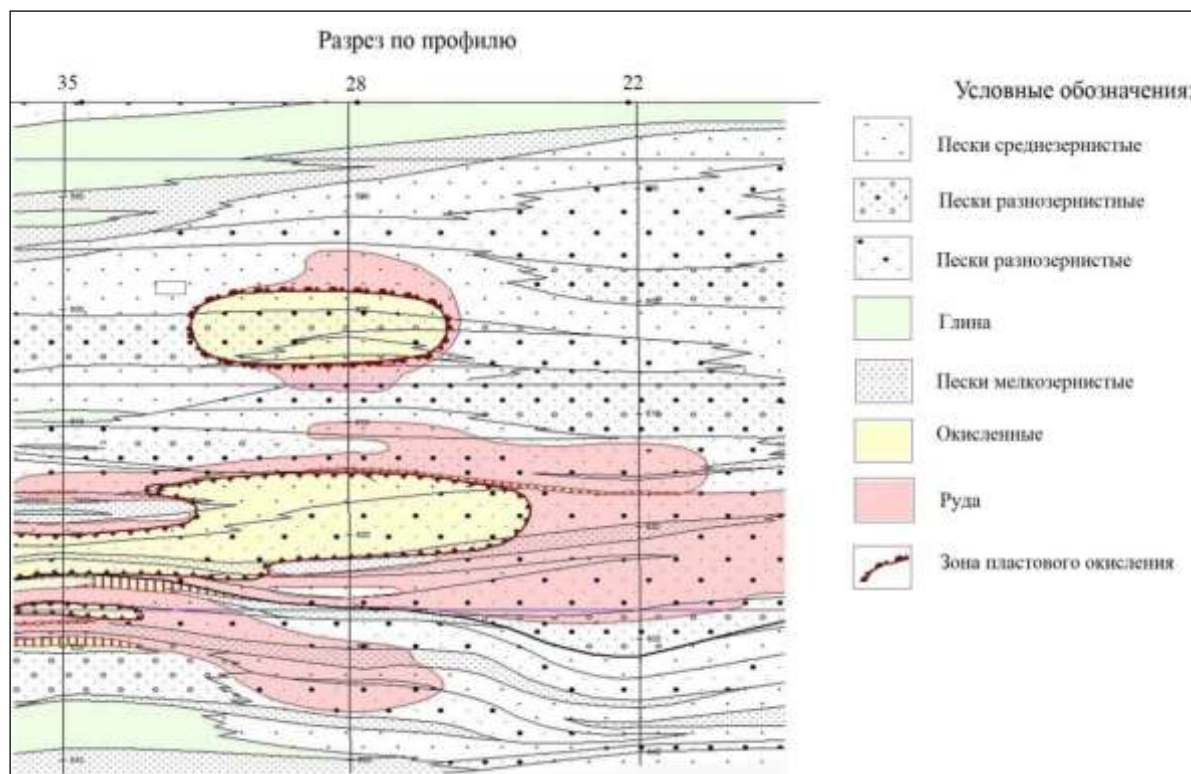 Разрез по профилю
35
28
22
Условные обозначения:
Пески среднезернистые
Пески разнозернистные
Пески разнозернистые
Глина
Пески мелкозернистые
Окисленные
Руда
Зона пластового окисления